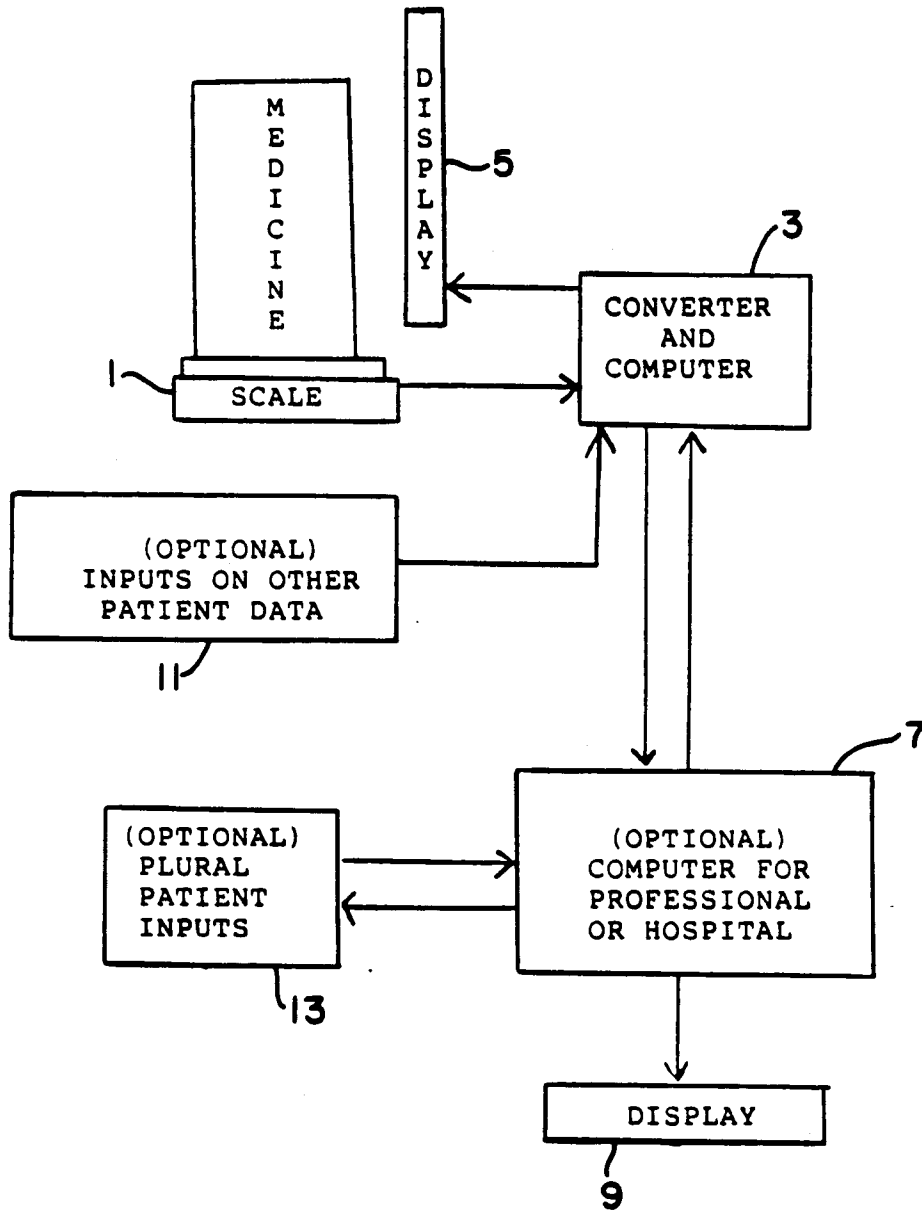 MEDICINE
DISPLAY
5
3
CONVERTER
AND
COMPUTER
1
SCALE
(OPTIONAL)
INPUTS ON OTHER
PATIENT DATA
11
7
(OPTIONAL)
PLURAL
PATIENT
INPUTS
13
(OPTIONAL)
COMPUTER FOR
PROFESSIONAL
OR HOSPITAL
DISPLAY
9